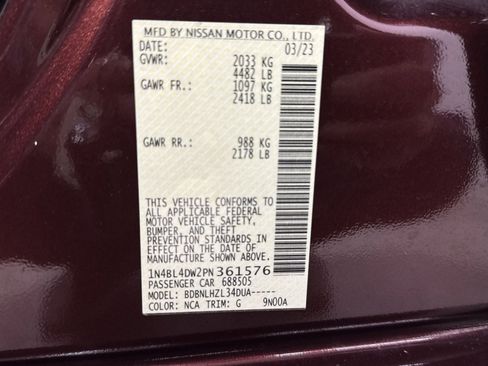 MFD BY NISSAN MOTOR CO., LTD.
DATE: 03/23
GVWR: 2033 KG
4482 LB
GAWR FR.: 1097 KG
2418 LB
GAWR RR.: 988 KG
2178 LB
THIS VEHICLE CONFORMS TO
ALL APPLICABLE FEDERAL
MOTOR VEHICLE SAFETY,
BUMPER, AND THEFT
PREVENTION STANDARDS
IN EFFECT ON THE DATE OF
MANUFACTURE SHOWN ABOVE.
1N4BL4DW2PN361576
PASSENGER CAR 688505
MODEL: BDBNLHZL34DUA-----
COLOR: NCA TRIM: G 9N00A